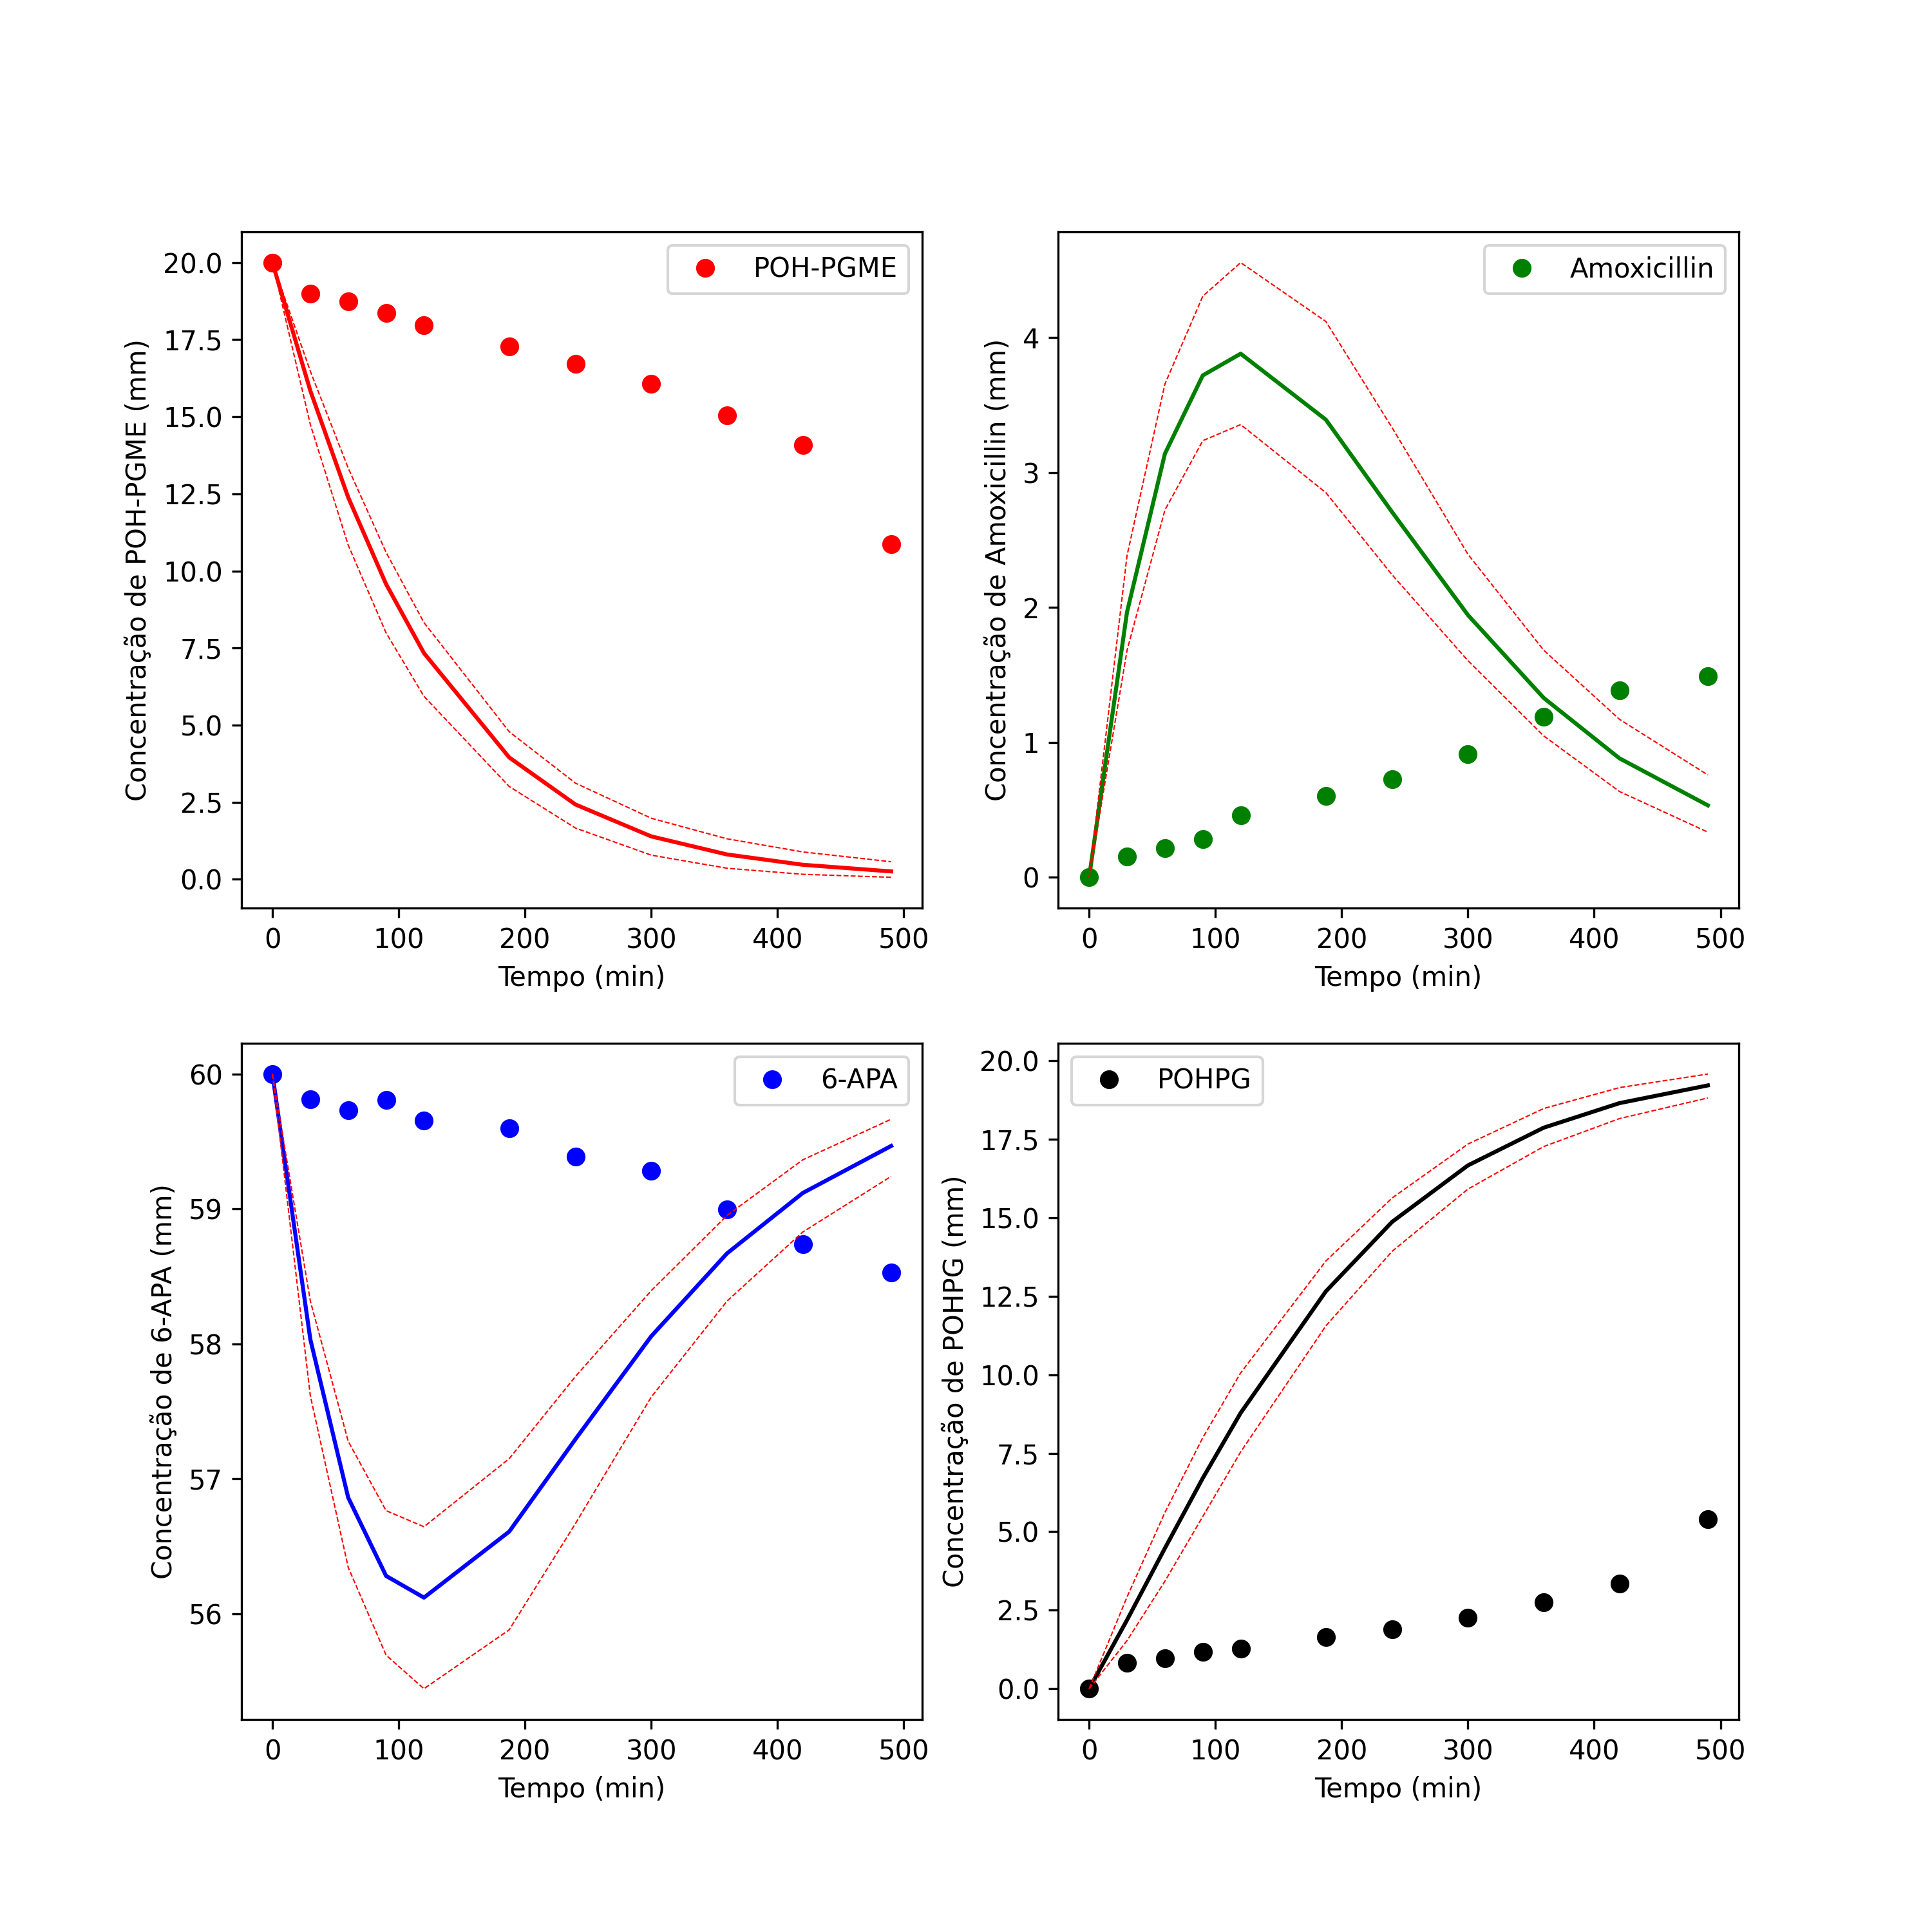 POH-PGME
Concentração de POH-PGME (mm)
20.0
17.5
15.0
12.5
10.0
7.5
5.0
2.5
0.0
0 100 200 300 400 500
Tempo (min)
Amoxicillin
Concentração de Amoxicillin (mm)
4
3
2
1
0
0 100 200 300 400 500
Tempo (min)
6-APA
Concentração de 6-APA (mm)
60
59
58
57
56
0 100 200 300 400 500
Tempo (min)
POHPG
Concentração de POHPG (mm)
20.0
17.5
15.0
12.5
10.0
7.5
5.0
2.5
0.0
0 100 200 300 400 500
Tempo (min)